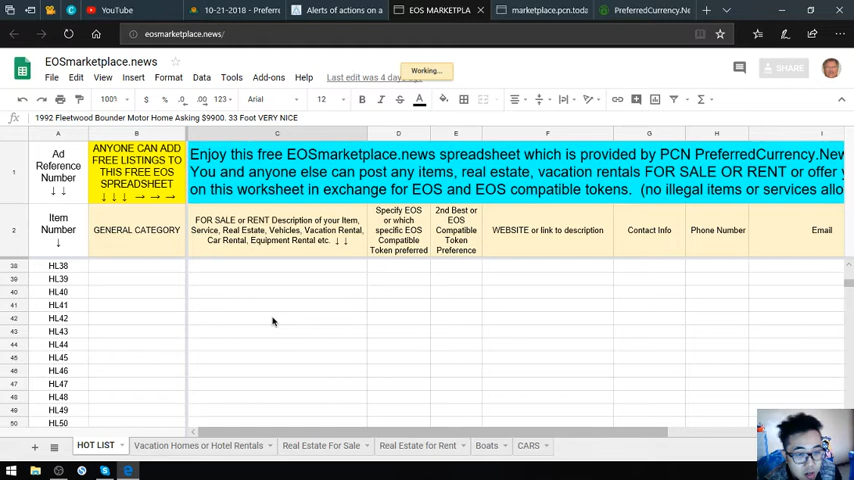 YouTube
10-21-2018 - Preferre
Alerts of actions on a
EOS MARKETPLA
marketplace.pcn.toda
PreferredCurrency.Ne
eosmarketplace.news/
EOSmarketplace.news
File Edit View Insert Format Data Tools Add-ons Help Last edit was 4 days ago
Working...
SHARE
100% $ % .0 .00 123 Arial 12
fx 1992 Fleetwood Bounder Motor Home Asking $9900. 33 Foot VERY NICE
A B C D E F G H I
1
Ad
Reference
Number
↓ ↓
ANYONE CAN ADD
FREE LISTINGS TO
THIS FREE EOS
SPREADSHEET
↓ ↓ ↓ → → →
Enjoy this free EOSmarketplace.news spreadsheet which is provided by PCN PreferredCurrency.Nev
You and anyone else can post any items, real estate, vacation rentals FOR SALE OR RENT or offer y
on this worksheet in exchange for EOS and EOS compatible tokens. (no illegal items or services allo
2
Item
Number
↓
GENERAL CATEGORY
FOR SALE or RENT Description of your Item,
Service, Real Estate, Vehicles, Vacation Rental,
Car Rental, Equipment Rental etc. ↓ ↓
Specify EOS
or which
specific EOS
Compatible
Token preferred
2nd Best or
EOS
Compatible
Token
Preference
WEBSITE or link to description
Contact Info
Phone Number
Email
38 HL38
39 HL39
40 HL40
41 HL41
42 HL42
43 HL43
44 HL44
45 HL45
46 HL46
47 HL47
48 HL48
49 HL49
50 HL50
HOT LIST
Vacation Homes or Hotel Rentals
Real Estate For Sale
Real Estate for Rent
Boats
CARS